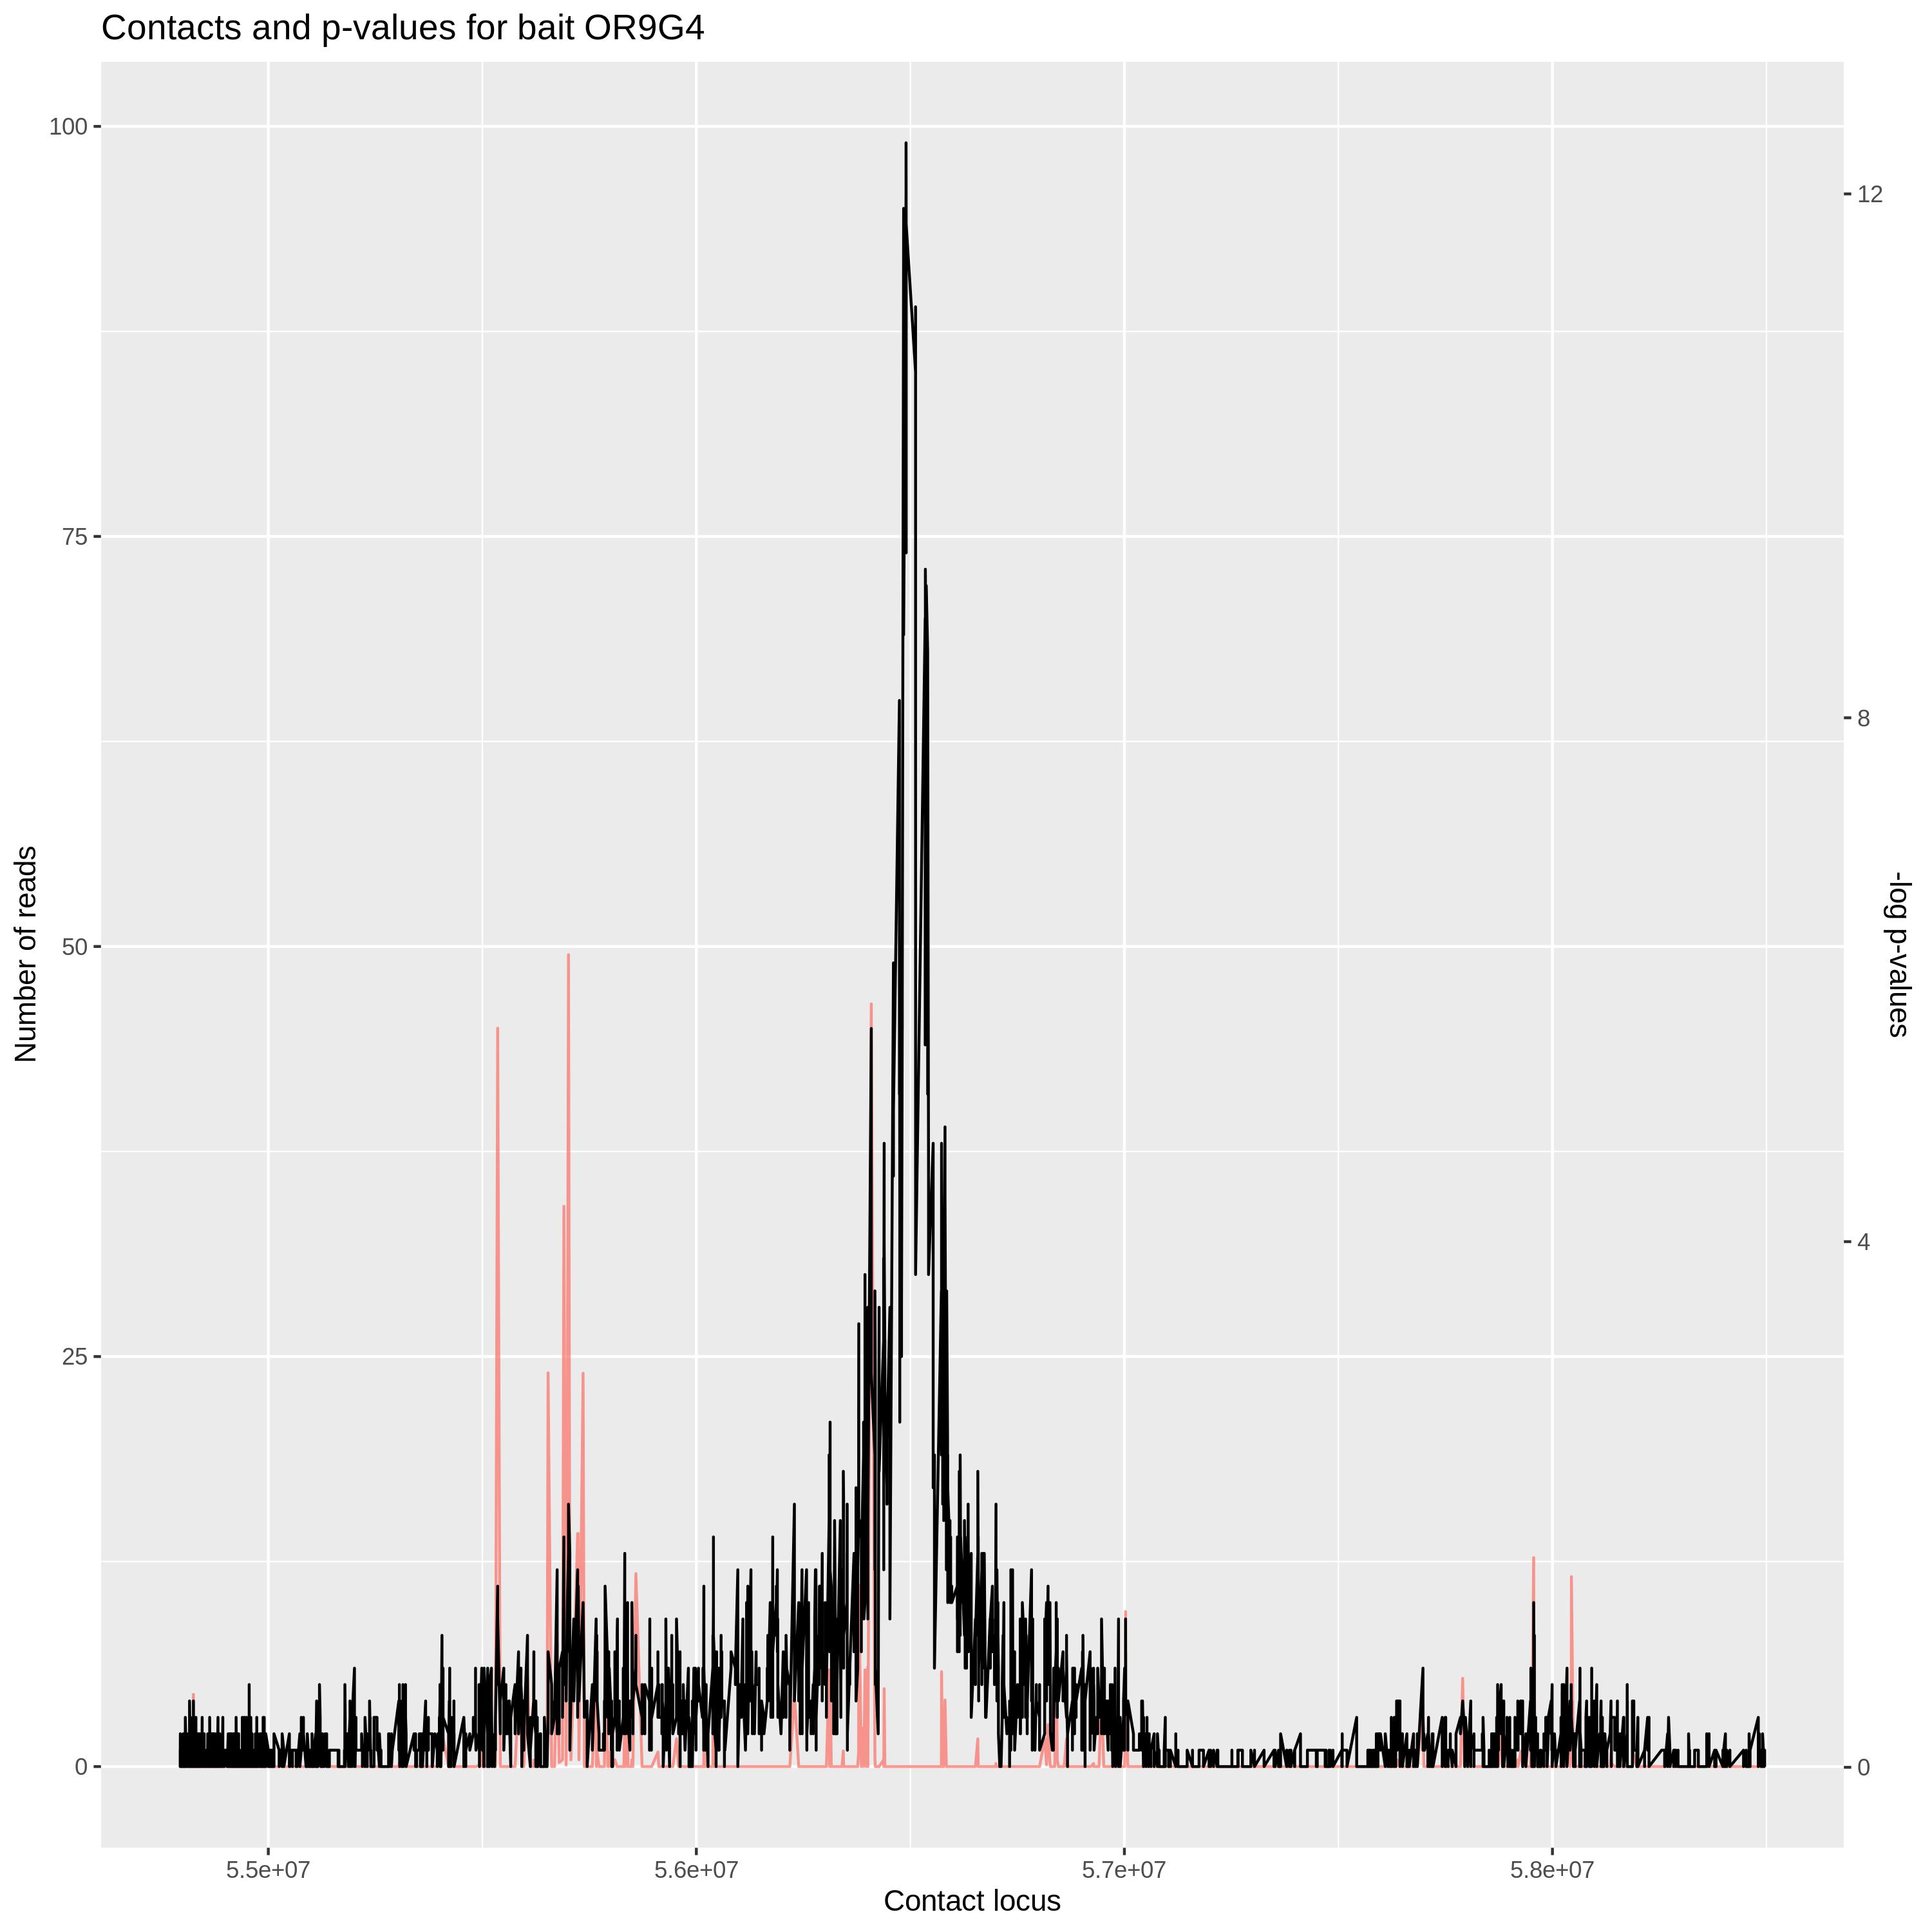 Contacts and p-values for bait OR9G4
100
75
50
25
0
Number of reads
12
8
4
0
-log p-values
5.5e+07
5.6e+07
5.7e+07
5.8e+07
Contact locus